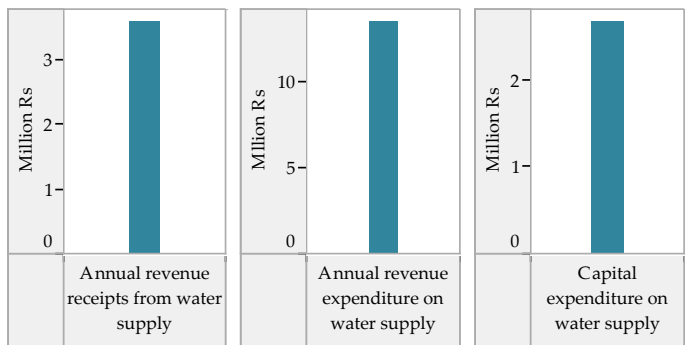 Million Rs
3
2
1
0
Annual revenue
receipts from water
supply
Mllion Rs
10
5
0
Annual revenue
expenditure on
water supply
Million Rs
2
1
0
Capital
expenditure on
water supply